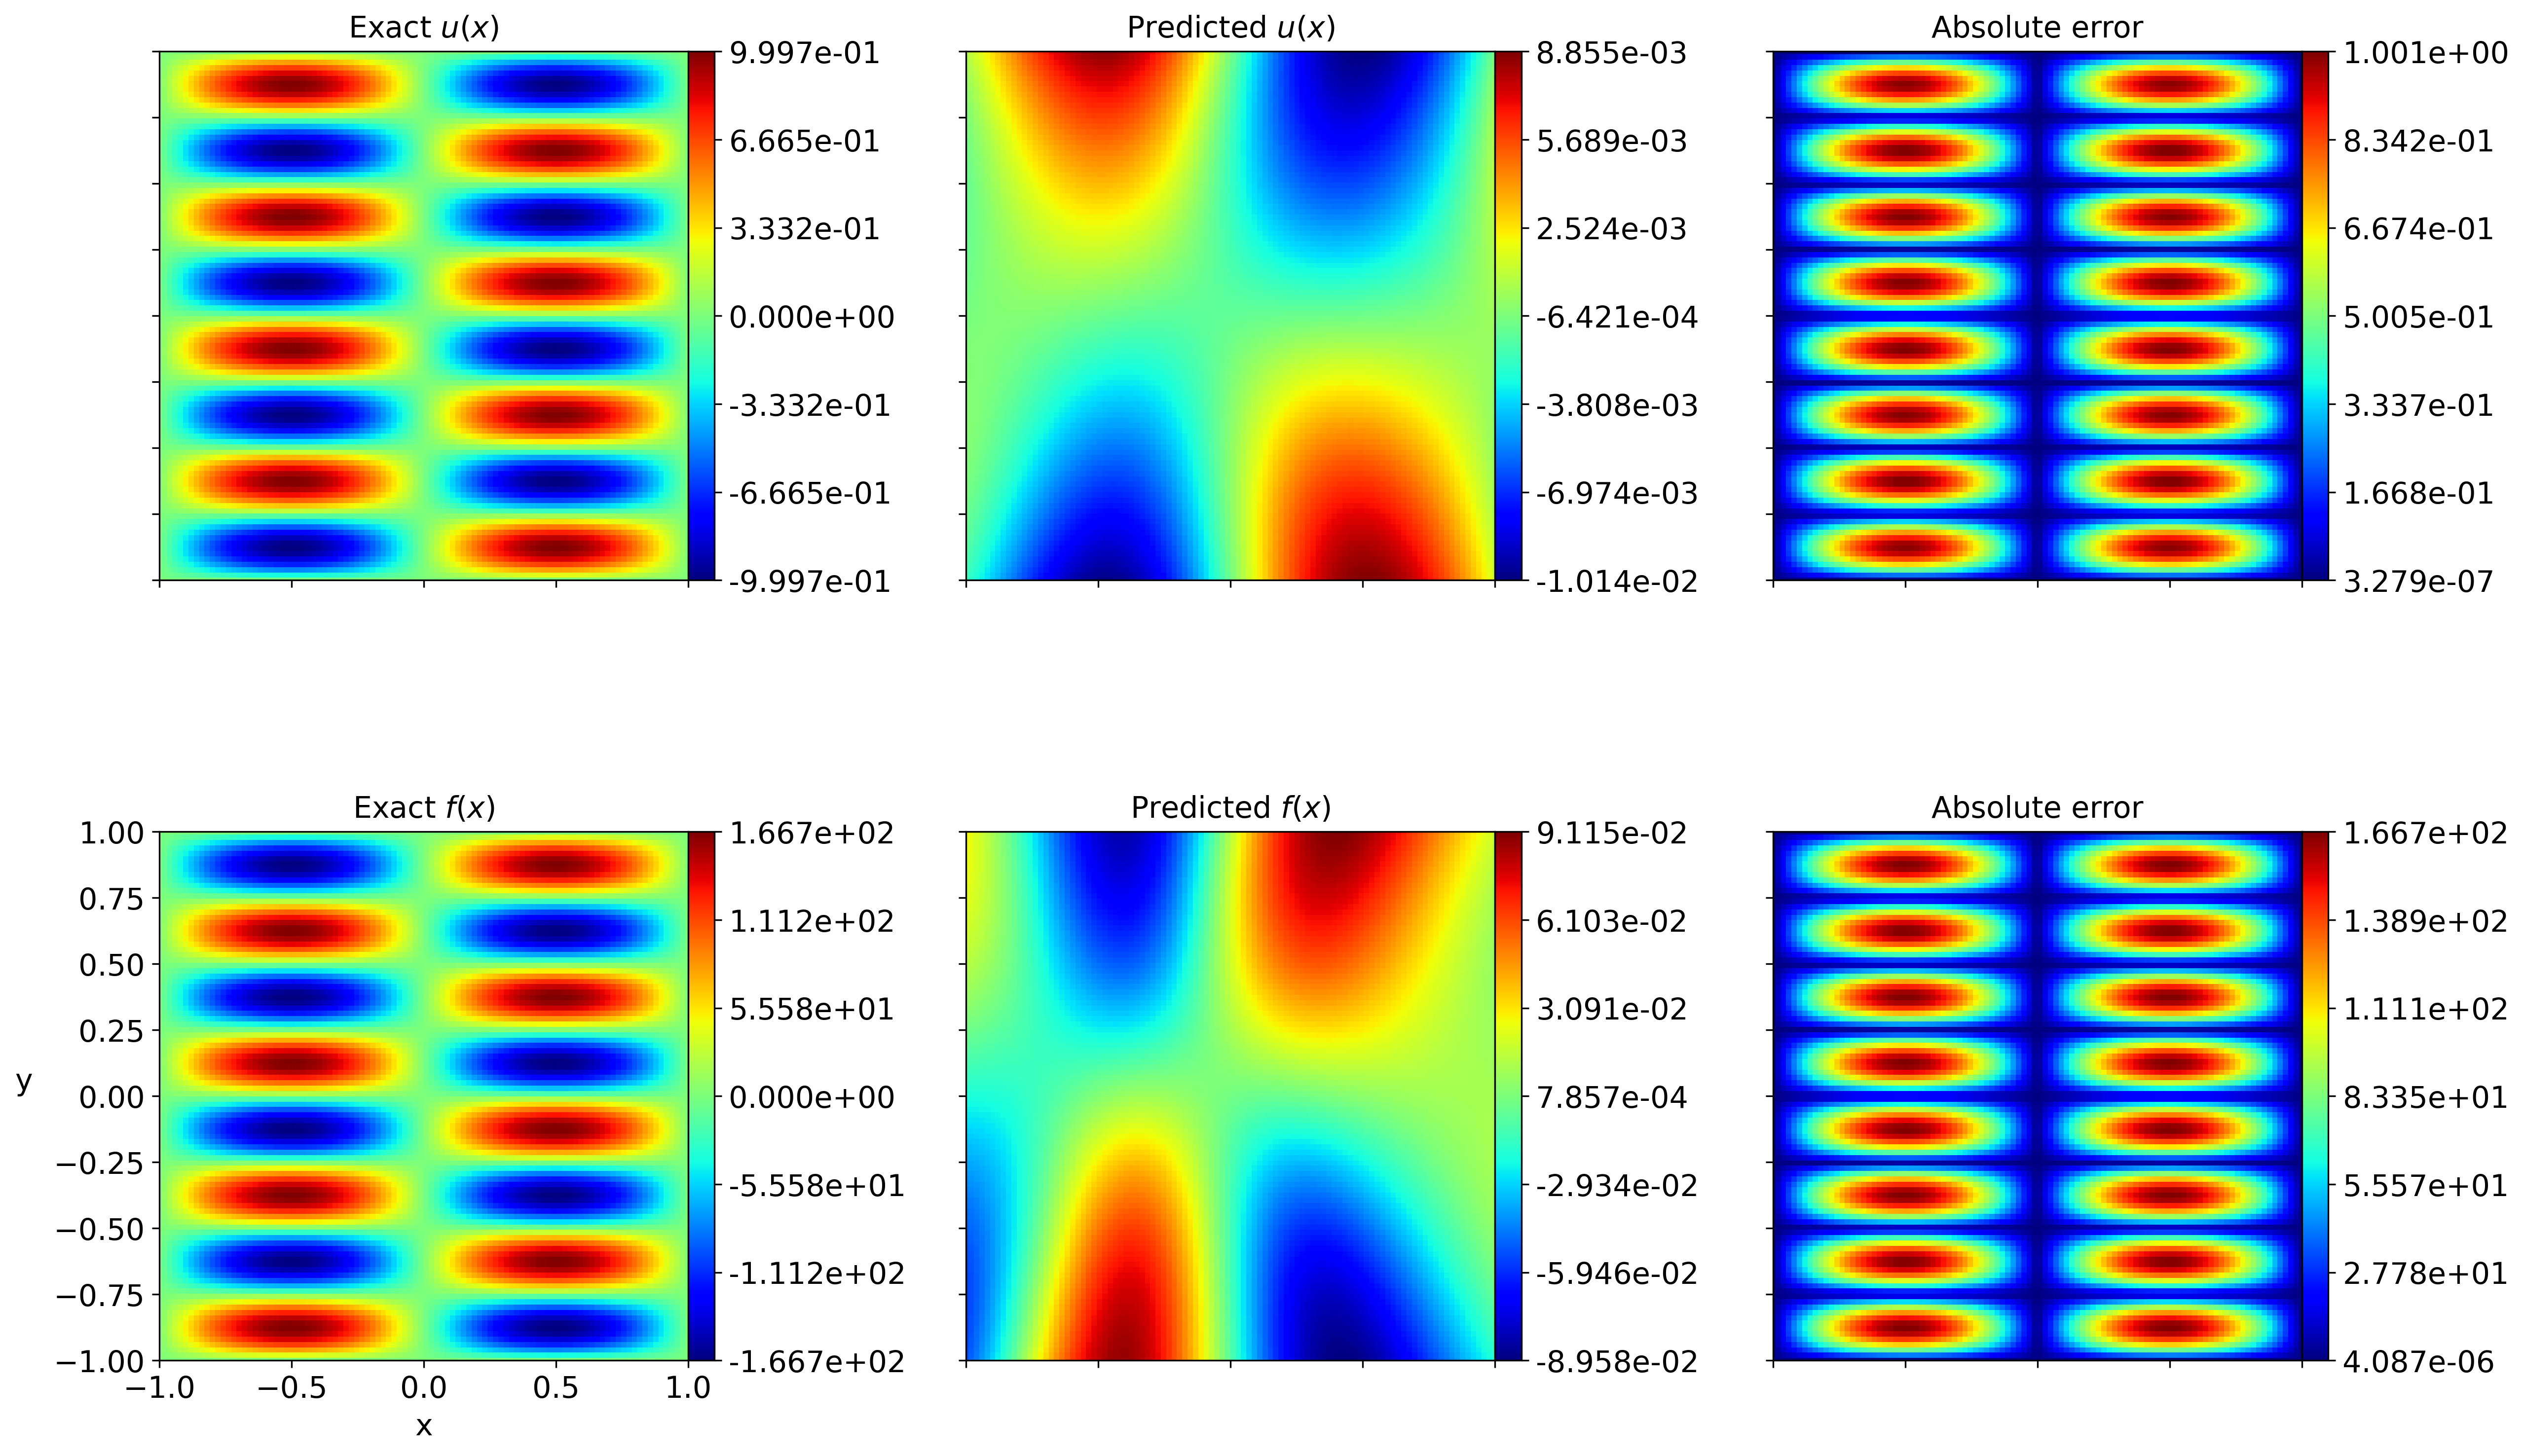 Exact u(x)
9.997e-01
6.665e-01
3.332e-01
0.000e+00
-3.332e-01
-6.665e-01
-9.997e-01
Predicted u(x)
8.855e-03
5.689e-03
2.524e-03
-6.421e-04
-3.808e-03
-6.974e-03
-1.014e-02
Absolute error
1.001e+00
8.342e-01
6.674e-01
5.005e-01
3.337e-01
1.668e-01
3.279e-07
Exact f(x)
y
1.00
0.75
0.50
0.25
0.00
−0.25
−0.50
−0.75
−1.00
−1.0 −0.5 0.0 0.5 1.0
x
1.667e+02
1.112e+02
5.558e+01
0.000e+00
-5.558e+01
-1.112e+02
-1.667e+02
Predicted f(x)
9.115e-02
6.103e-02
3.091e-02
7.857e-04
-2.934e-02
-5.946e-02
-8.958e-02
Absolute error
1.667e+02
1.389e+02
1.111e+02
8.335e+01
5.557e+01
2.778e+01
4.087e-06